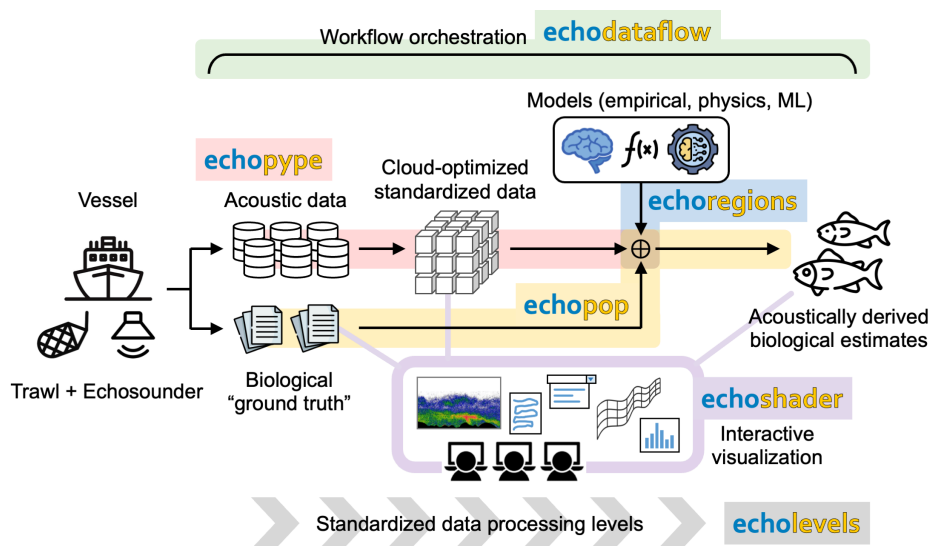 Workflow orchestration echodataflow
Models (empirical, physics, ML)
f(x)
echopype
Cloud-optimized
standardized data
echoregions
Vessel
Acoustic data
echopop
Trawl + Echosounder
Biological
“ground truth”
Acoustically derived
biological estimates
echoshader
Interactive
visualization
Standardized data processing levels
echolevels